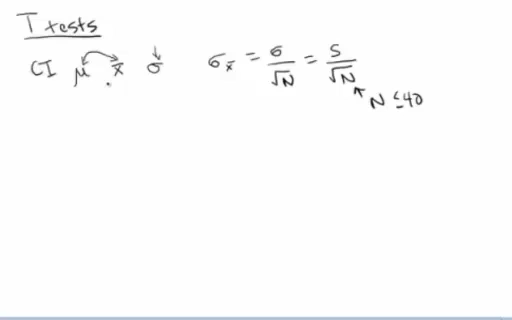 T tests
CI μ x̄ σ σx̄ = σ/√N = s/√N
N ≤40